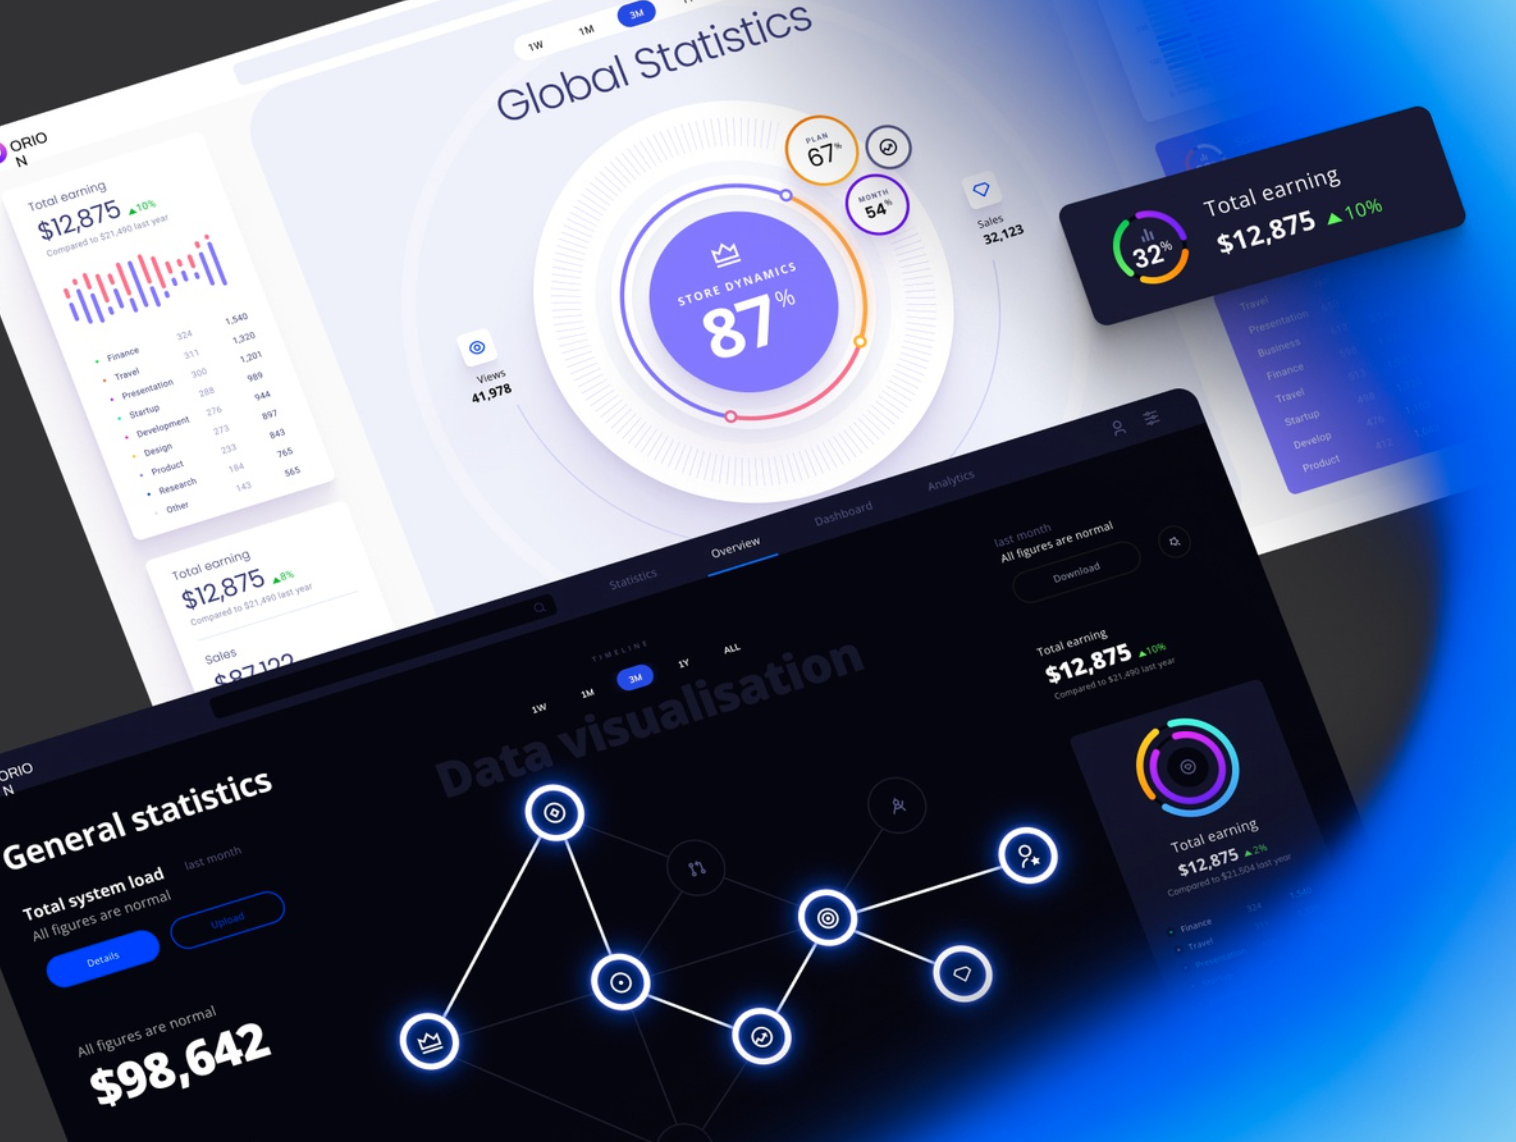 1W
1M
3M
Global Statistics
ORIO
N
Total earning
$12,875 ▲10%
Compared to $21,490 last year
Finance 324 1,540
Travel 311 1,320
Presentation 300 1,201
Startup 288 989
Development 276 944
Design 273 897
Product 233 843
Research 184 765
Other 143 565
Total earning
$12,875 ▲8%
Compared to $21,490 last year
Sales
$87,122
PLAN
67%
MONTH
54%
STORE DYNAMICS
87%
Views
41,978
Sales
32,123
32%
Total earning
$12,875 ▲10%
Travel
Presentation
Business
Finance
Travel
Startup
Develop 476
Product 412
ORIO
N
Statistics
Overview
Dashboard
Analytics
TIMELINE
1W
1M
3M
1Y
ALL
Data visualisation
General statistics
Total system load
last month
All figures are normal
Details
Upload
All figures are normal
$98,642
last month
All figures are normal
Download
Total earning
$12,875 ▲10%
Compared to $21,490 last year
Total earning
$12,875 ▲2%
Compared to $21,504 last year
Finance 324
Travel
Presentation